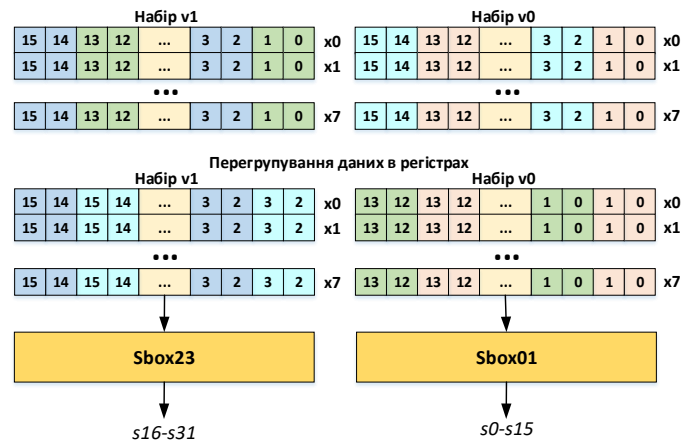 Набір v1 Набір v0
15 14 13 12 ... 3 2 1 0 x0 15 14 13 12 ... 3 2 1 0 x0
15 14 13 12 ... 3 2 1 0 x1 15 14 13 12 ... 3 2 1 0 x1
... ...
15 14 13 12 ... 3 2 1 0 x7 15 14 13 12 ... 3 2 1 0 x7
Перегрупування даних в регістрах
Набір v1 Набір v0
15 14 15 14 ... 3 2 3 2 x0 13 12 13 12 ... 1 0 1 0 x0
15 14 15 14 ... 3 2 3 2 x1 13 12 13 12 ... 1 0 1 0 x1
... ...
15 14 15 14 ... 3 2 3 2 x7 13 12 13 12 ... 1 0 1 0 x7
Sbox23 Sbox01
s16-s31 s0-s15